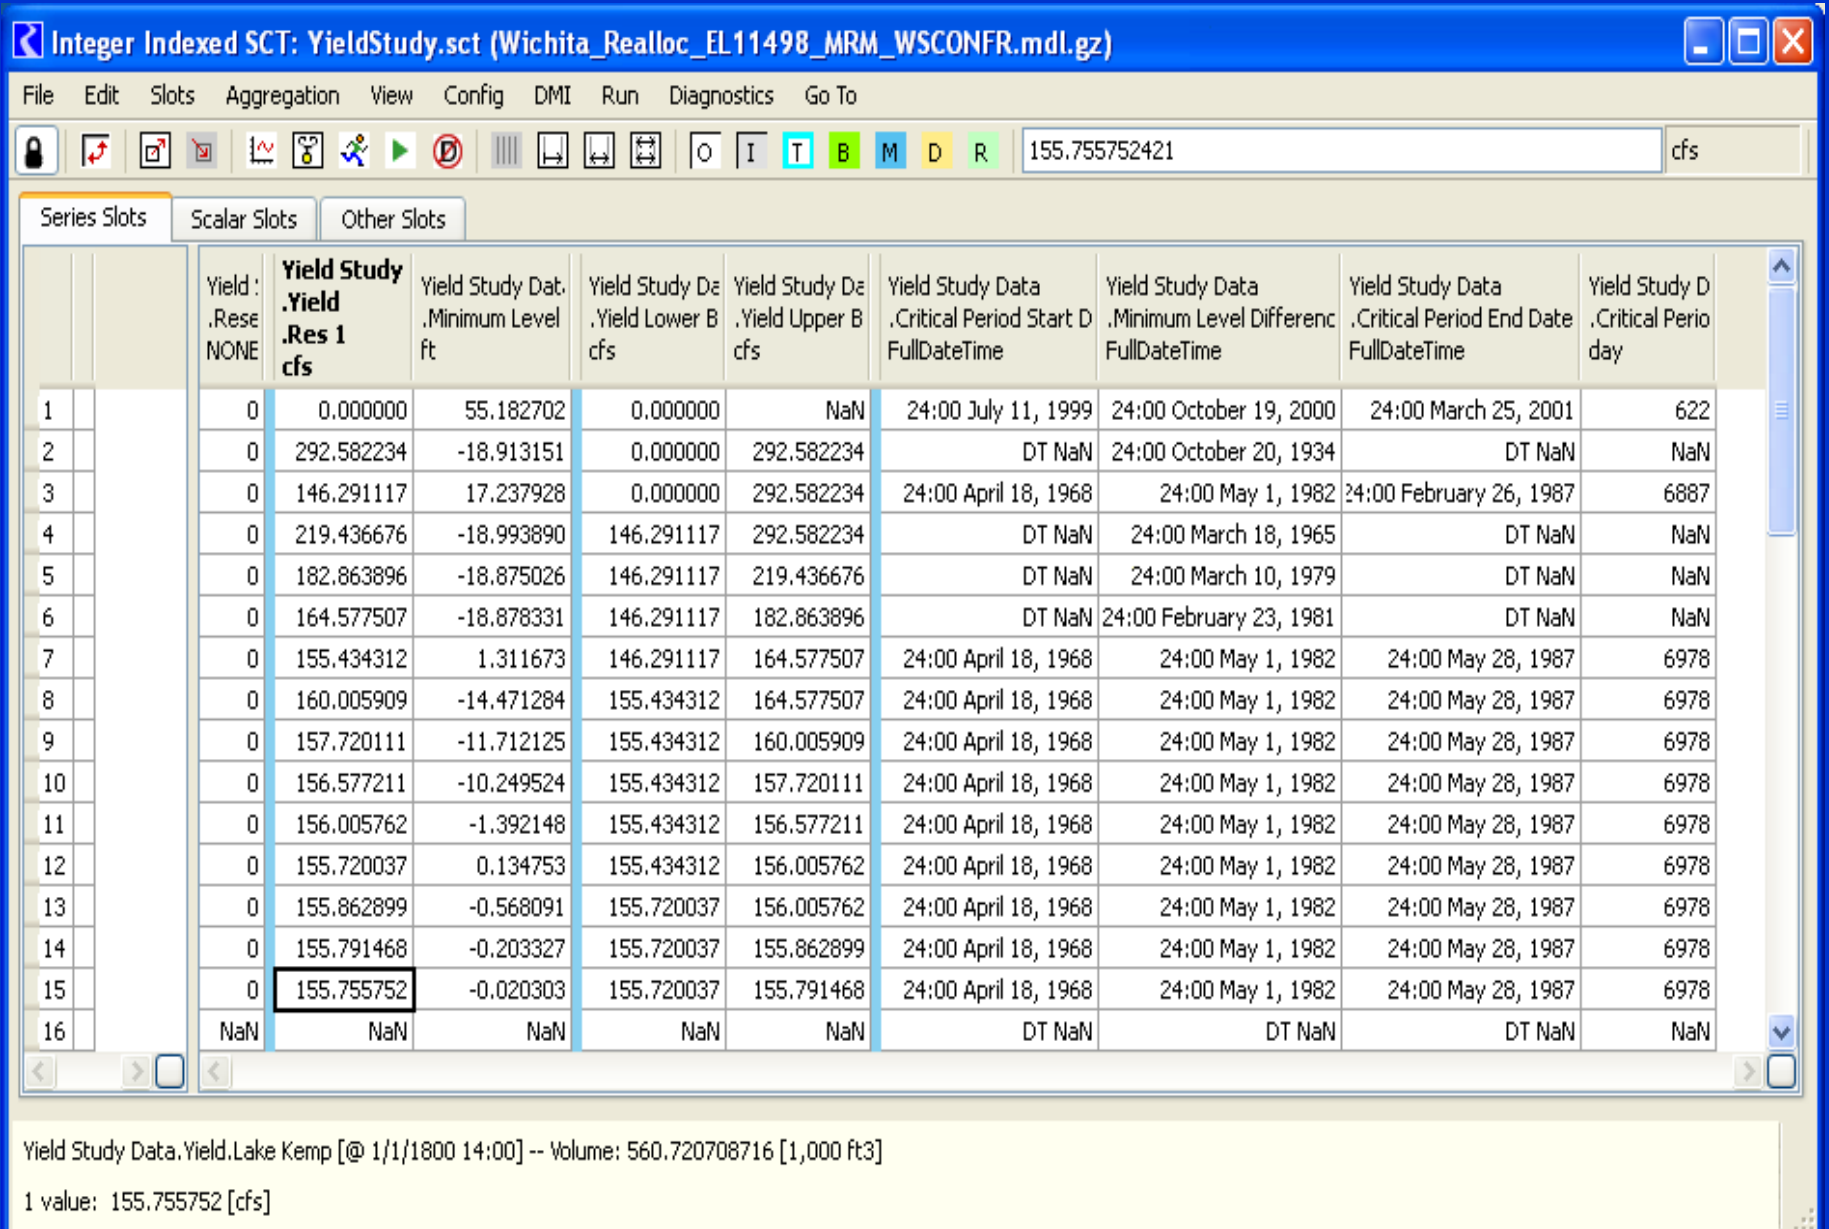 Integer Indexed SCT: YieldStudy.sct (Wichita_Realloc_EL11498_MRM_WSCONFR.mdl.gz)
File Edit Slots Aggregation View Config DMI Run Diagnostics Go To
O I T B M D R 155.755752421 cfs
Series Slots Scalar Slots Other Slots
Yield Study Yield Study Data Yield Study Data Yield Study Data Yield Study D
Yield : .Yield Yield Study Dat Yield Study Da Yield Study Da .Critical Period Start D .Minimum Level Differenc .Critical Period End Date .Critical Perio
.Rese .Res 1 .Minimum Level .Yield Lower B .Yield Upper B FullDateTime FullDateTime FullDateTime day
NONE cfs ft cfs cfs
1 0 0.000000 55.182702 0.000000 NaN 24:00 July 11, 1999 24:00 October 19, 2000 24:00 March 25, 2001 622
2 0 292.582234 -18.913151 0.000000 292.582234 DT NaN 24:00 October 20, 1934 DT NaN NaN
3 0 146.291117 17.237928 0.000000 292.582234 24:00 April 18, 1968 24:00 May 1, 1982 24:00 February 26, 1987 6887
4 0 219.436676 -18.993890 146.291117 292.582234 DT NaN 24:00 March 18, 1965 DT NaN NaN
5 0 182.863896 -18.875026 146.291117 219.436676 DT NaN 24:00 March 10, 1979 DT NaN NaN
6 0 164.577507 -18.878331 146.291117 182.863896 DT NaN 24:00 February 23, 1981 DT NaN NaN
7 0 155.434312 1.311673 146.291117 164.577507 24:00 April 18, 1968 24:00 May 1, 1982 24:00 May 28, 1987 6978
8 0 160.005909 -14.471284 155.434312 164.577507 24:00 April 18, 1968 24:00 May 1, 1982 24:00 May 28, 1987 6978
9 0 157.720111 -11.712125 155.434312 160.005909 24:00 April 18, 1968 24:00 May 1, 1982 24:00 May 28, 1987 6978
10 0 156.577211 -10.249524 155.434312 157.720111 24:00 April 18, 1968 24:00 May 1, 1982 24:00 May 28, 1987 6978
11 0 156.005762 -1.392148 155.434312 156.577211 24:00 April 18, 1968 24:00 May 1, 1982 24:00 May 28, 1987 6978
12 0 155.720037 0.134753 155.434312 156.005762 24:00 April 18, 1968 24:00 May 1, 1982 24:00 May 28, 1987 6978
13 0 155.862899 -0.568091 155.720037 156.005762 24:00 April 18, 1968 24:00 May 1, 1982 24:00 May 28, 1987 6978
14 0 155.791468 -0.203327 155.720037 155.862899 24:00 April 18, 1968 24:00 May 1, 1982 24:00 May 28, 1987 6978
15 0 155.755752 -0.020303 155.720037 155.791468 24:00 April 18, 1968 24:00 May 1, 1982 24:00 May 28, 1987 6978
16 NaN NaN NaN NaN NaN DT NaN DT NaN DT NaN NaN
Yield Study Data.Yield.Lake Kemp [@ 1/1/1800 14:00] -- Volume: 560.720708716 [1,000 ft3]
1 value: 155.755752 [cfs]